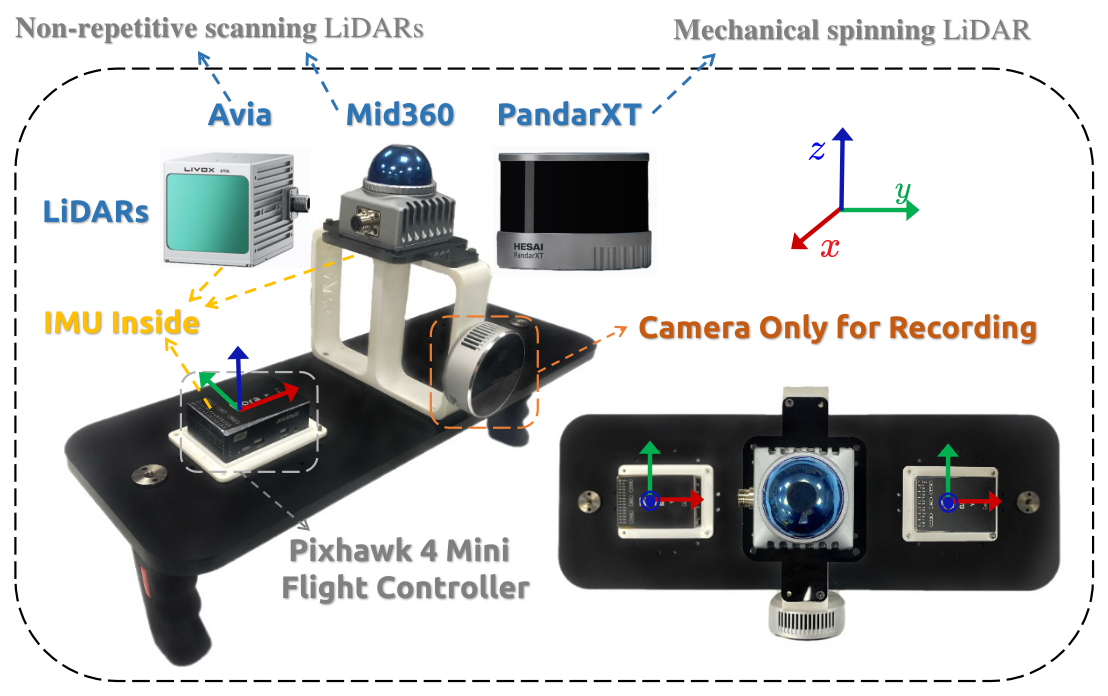 Non-repetitive scanning LiDARs
Mechanical spinning LiDAR
Avia
Mid360
PandarXT
LIVOX AVIA
LiDARs
HESAI
PandarXT
z
y
x
IMU Inside
Camera Only for Recording
Pixhawk 4 Mini
Flight Controller